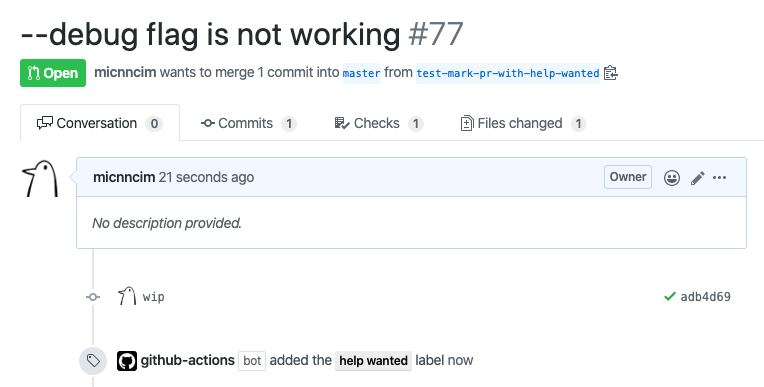 --debug flag is not working #77
Open micnncim wants to merge 1 commit into master from test-mark-pr-with-help-wanted
Conversation 0 Commits 1 Checks 1 Files changed 1
micnncim 21 seconds ago Owner
No description provided.
wip adb4d69
github-actions bot added the help wanted label now